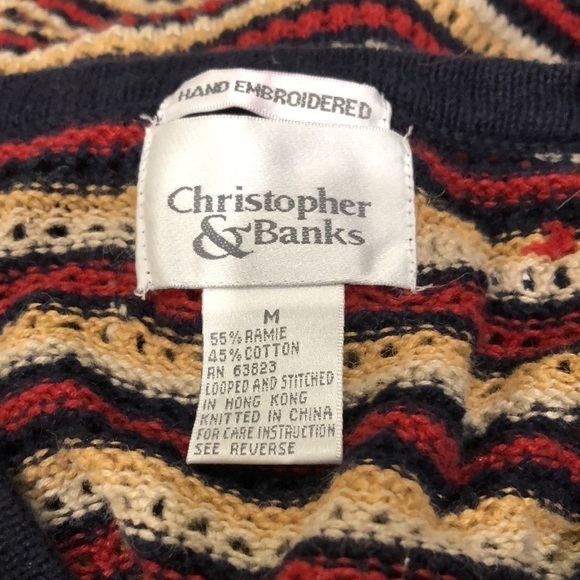 HAND EMBROIDERED
Christopher
& Banks
M
55% RAMIE
45% COTTON
RN 63823
LOOPED AND STITCHED
IN HONG KONG
KNITTED IN CHINA
FOR CARE INSTRUCTION
SEE REVERSE